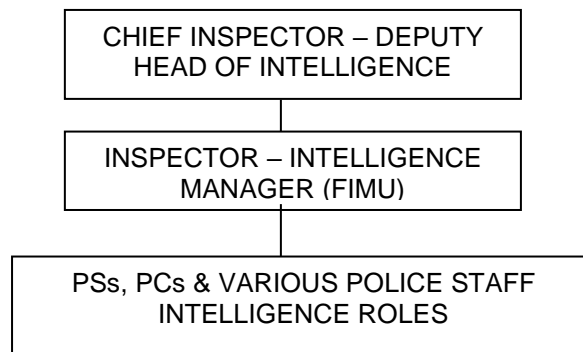 CHIEF INSPECTOR – DEPUTY
HEAD OF INTELLIGENCE
INSPECTOR – INTELLIGENCE
MANAGER (FIMU)
PSs, PCs & VARIOUS POLICE STAFF
INTELLIGENCE ROLES